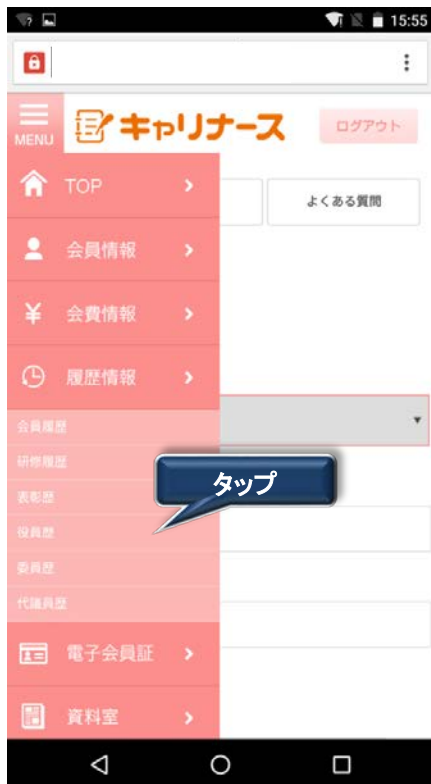 15:55
MENU
キャリナース
ログアウト
TOP
よくある質問
会員情報
会費情報
履歴情報
会員履歴
研修履歴
タップ
表彰歴
役員歴
委員歴
代議員歴
電子会員証
資料室